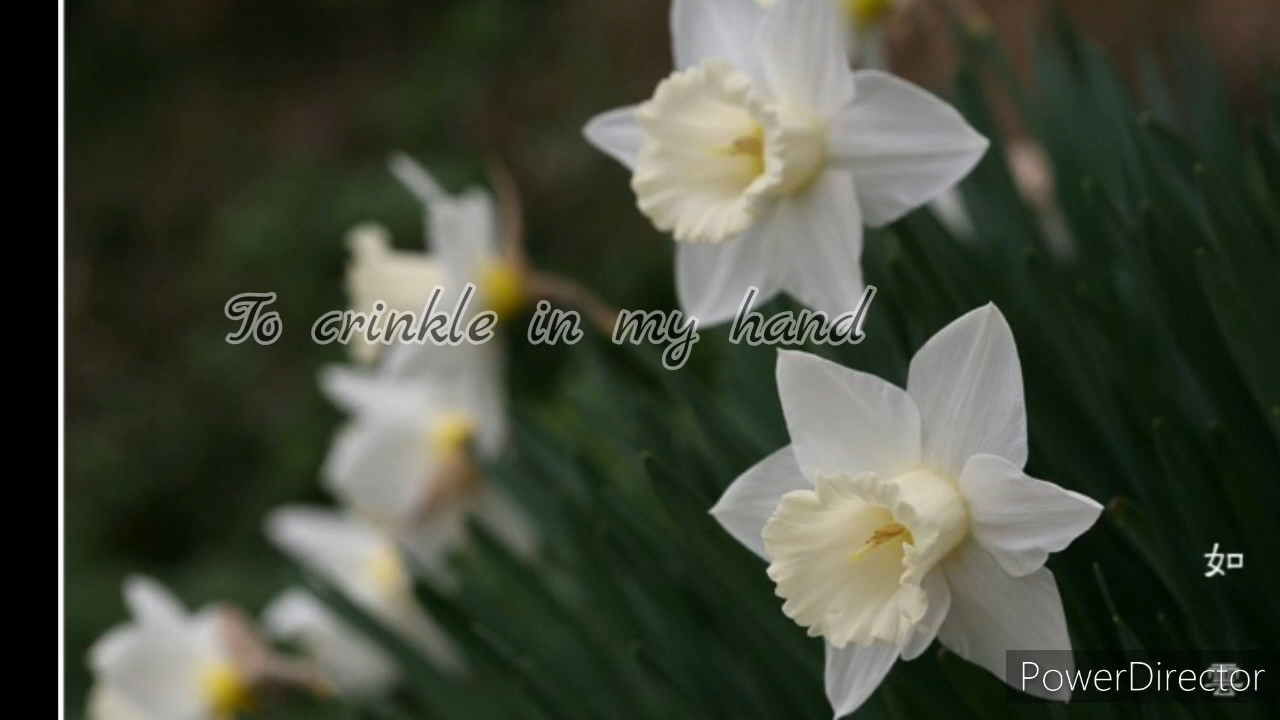 To crinkle in my hand
如
PowerDirector